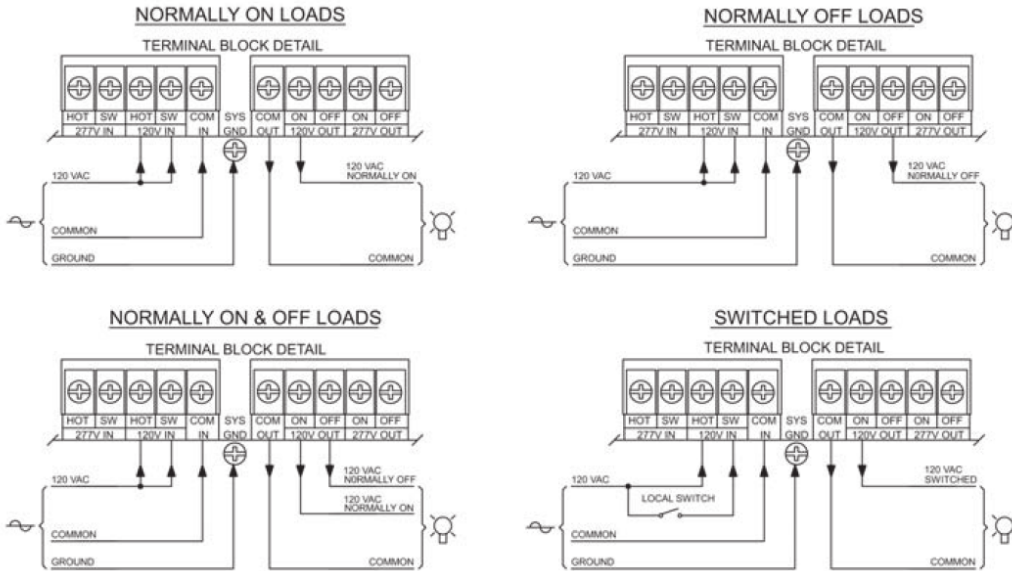 NORMALLY ON LOADS
TERMINAL BLOCK DETAIL
HOT SW HOT SW COM SYS COM ON OFF ON OFF
277V IN 120V IN IN GND OUT 120V OUT 277V OUT
120 VAC
120 VAC
NORMALLY ON
COMMON
GROUND
COMMON
NORMALLY OFF LOADS
TERMINAL BLOCK DETAIL
HOT SW HOT SW COM SYS COM ON OFF ON OFF
277V IN 120V IN IN GND OUT 120V OUT 277V OUT
120 VAC
120 VAC
N0RMALLY OFF
COMMON
GROUND
COMMON
NORMALLY ON & OFF LOADS
TERMINAL BLOCK DETAIL
HOT SW HOT SW COM SYS COM ON OFF ON OFF
277V IN 120V IN IN GND OUT 120V OUT 277V OUT
120 VAC
120 VAC
N0RMALLY OFF
120 VAC
NORMALLY ON
COMMON
GROUND
COMMON
SWITCHED LOADS
TERMINAL BLOCK DETAIL
HOT SW HOT SW COM SYS COM ON OFF ON OFF
277V IN 120V IN IN GND OUT 120V OUT 277V OUT
120 VAC
120 VAC
SWITCHED
LOCAL SWITCH
COMMON
GROUND
COMMON